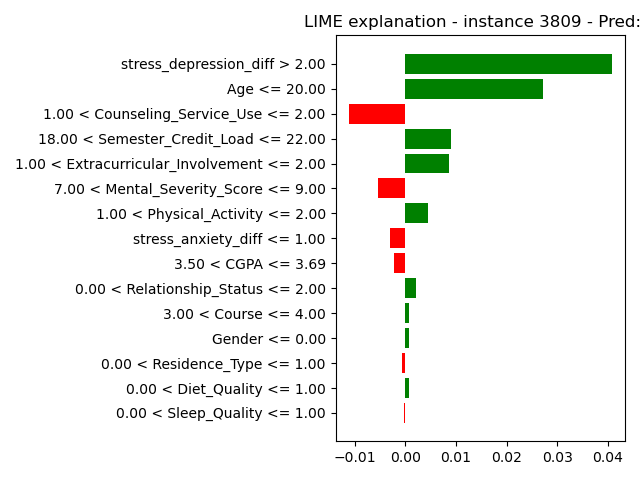 LIME explanation - instance 3809 - Pred:
stress_depression_diff > 2.00
Age <= 20.00
1.00 < Counseling_Service_Use <= 2.00
18.00 < Semester_Credit_Load <= 22.00
1.00 < Extracurricular_Involvement <= 2.00
7.00 < Mental_Severity_Score <= 9.00
1.00 < Physical_Activity <= 2.00
stress_anxiety_diff <= 1.00
3.50 < CGPA <= 3.69
0.00 < Relationship_Status <= 2.00
3.00 < Course <= 4.00
Gender <= 0.00
0.00 < Residence_Type <= 1.00
0.00 < Diet_Quality <= 1.00
0.00 < Sleep_Quality <= 1.00
−0.01 0.00 0.01 0.02 0.03 0.04